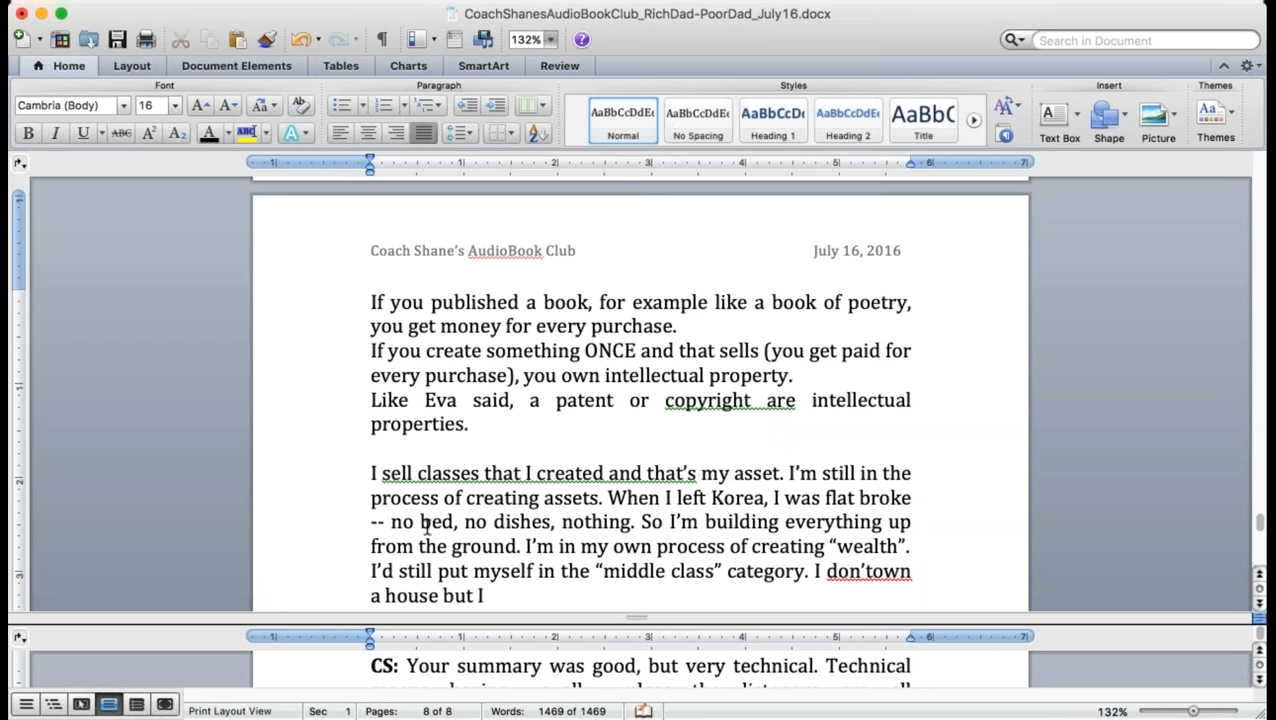 CoachShanesAudioBookClub_RichDad-PoorDad_July16.docx
132%
Search in Document
Home Layout Document Elements Tables Charts SmartArt Review
Font Paragraph Styles Insert Themes
Cambria (Body) 16
AaBbCcDdEe AaBbCcDdEe AaBbCcDc AaBbCcDdEe AaBbC
Normal No Spacing Heading 1 Heading 2 Title
Text Box Shape Picture Themes
Coach Shane's AudioBook Club July 16, 2016
If you published a book, for example like a book of poetry,
you get money for every purchase.
If you create something ONCE and that sells (you get paid for
every purchase), you own intellectual property.
Like Eva said, a patent or copyright are intellectual
properties.
I sell classes that I created and that's my asset. I'm still in the
process of creating assets. When I left Korea, I was flat broke
-- no bed, no dishes, nothing. So I'm building everything up
from the ground. I'm in my own process of creating “wealth”.
I'd still put myself in the “middle class” category. I don'town
a house but I
CS: Your summary was good, but very technical. Technical
Print Layout View Sec 1 Pages: 8 of 8 Words: 1469 of 1469 132%